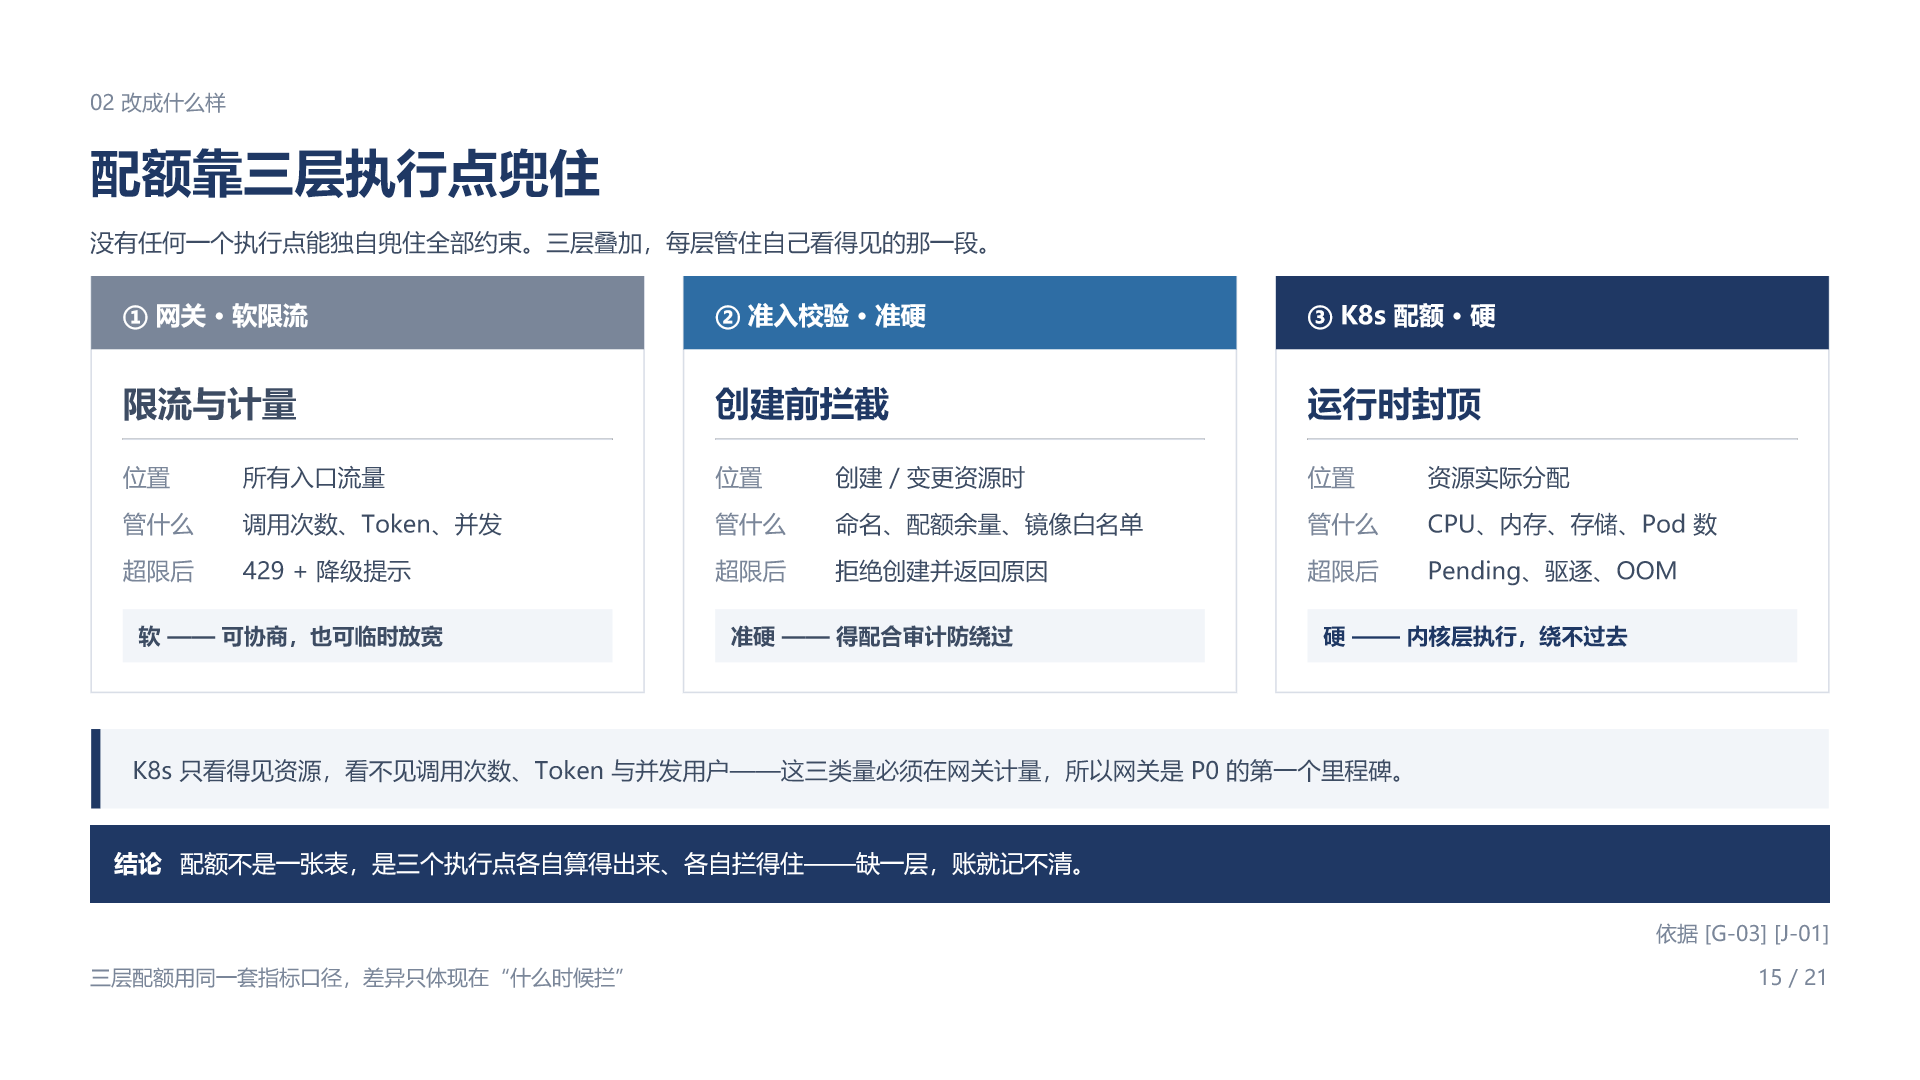 02 改成什么样
配额靠三层执行点兜住
没有任何一个执行点能独自兜住全部约束。三层叠加，每层管住自己看得见的那一段。
① 网关・软限流
限流与计量
位置 所有入口流量
管什么 调用次数、Token、并发
超限后 429 + 降级提示
软 —— 可协商，也可临时放宽
② 准入校验・准硬
创建前拦截
位置 创建 / 变更资源时
管什么 命名、配额余量、镜像白名单
超限后 拒绝创建并返回原因
准硬 —— 得配合审计防绕过
③ K8s 配额・硬
运行时封顶
位置 资源实际分配
管什么 CPU、内存、存储、Pod 数
超限后 Pending、驱逐、OOM
硬 —— 内核层执行，绕不过去
K8s 只看得见资源，看不见调用次数、Token 与并发用户——这三类量必须在网关计量，所以网关是 P0 的第一个里程碑。
结论 配额不是一张表，是三个执行点各自算得出来、各自拦得住——缺一层，账就记不清。
依据 [G-03] [J-01]
三层配额用同一套指标口径，差异只体现在“什么时候拦”
15 / 21